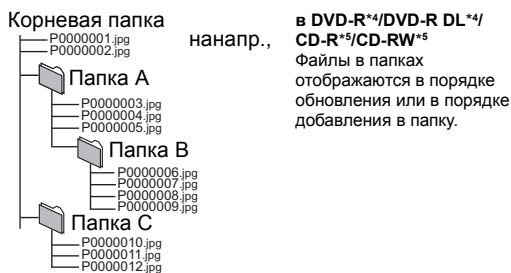 Корневая папка
P0000001.jpg
P0000002.jpg
Папка A
P0000003.jpg
P0000004.jpg
P0000005.jpg
Папка B
P0000006.jpg
P0000007.jpg
P0000008.jpg
P0000009.jpg
Папка C
P0000010.jpg
P0000011.jpg
P0000012.jpg
нанапр.,
в DVD-R*4/DVD-R DL*4/
CD-R*5/CD-RW*5
Файлы в папках
отображаются в порядке
обновления или в порядке
добавления в папку.